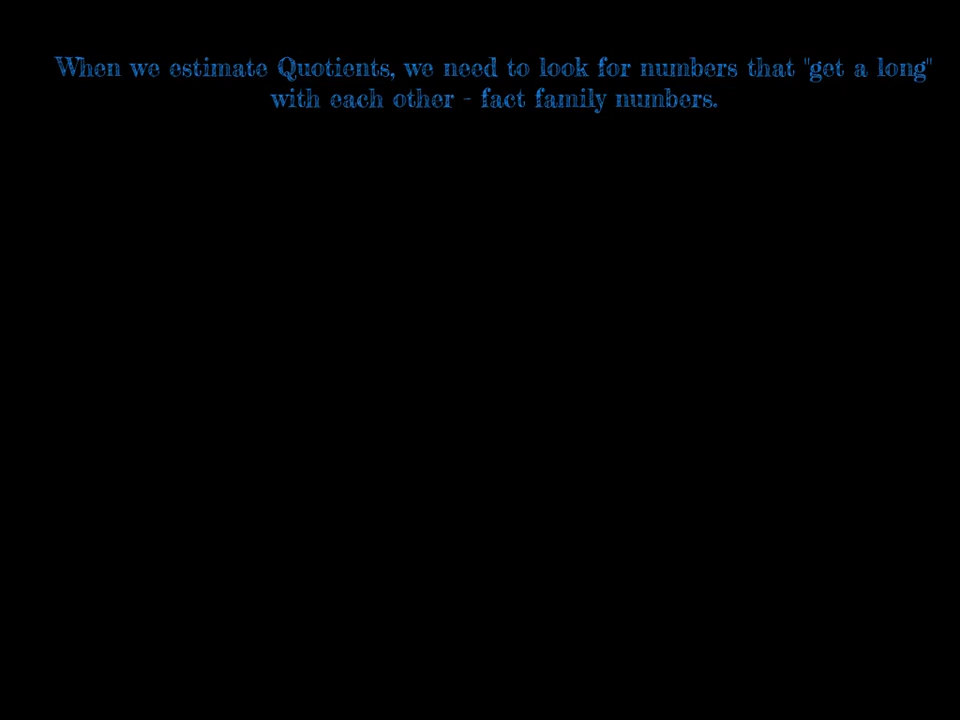 When we estimate Quotients, we need to look for numbers that "get a long"
with each other - fact family numbers.